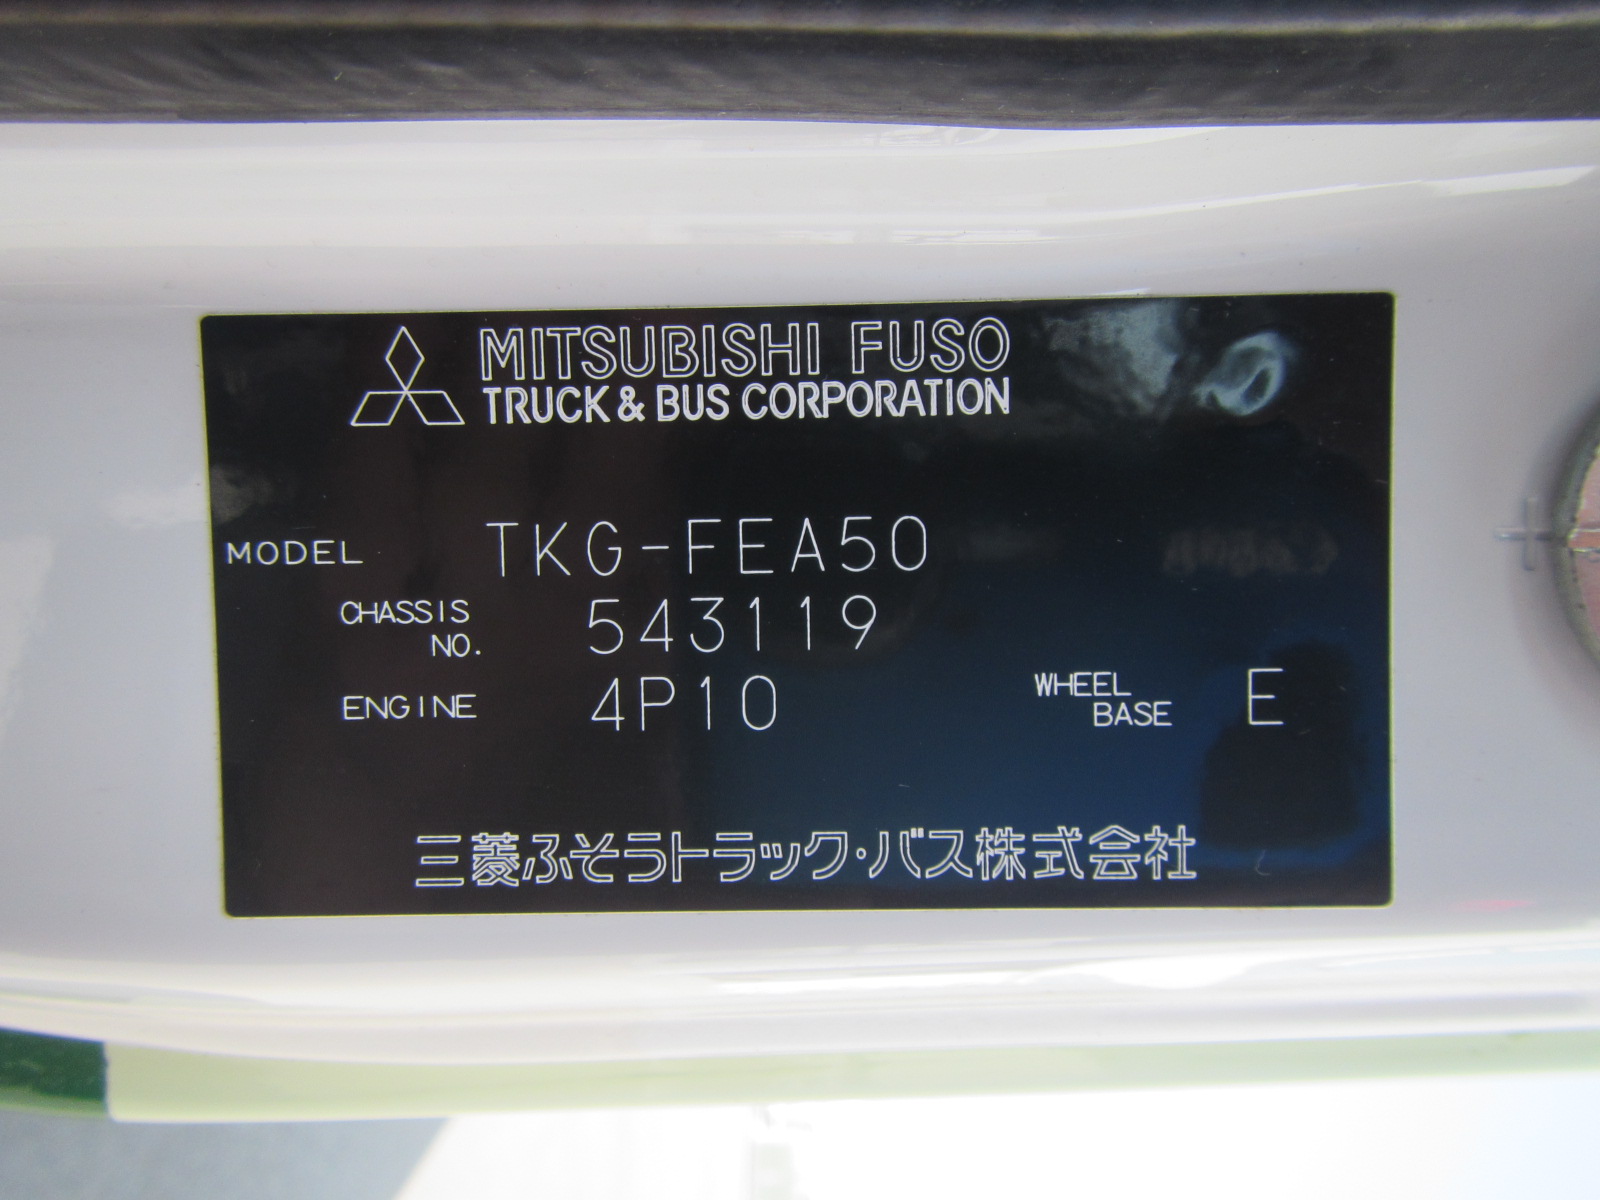 MITSUBISHI FUSO
TRUCK & BUS CORPORATION
MODEL TKG-FEA50
CHASSIS NO. 543119
ENGINE 4P10 WHEEL BASE E
三菱ふそうトラック・バス株式会社